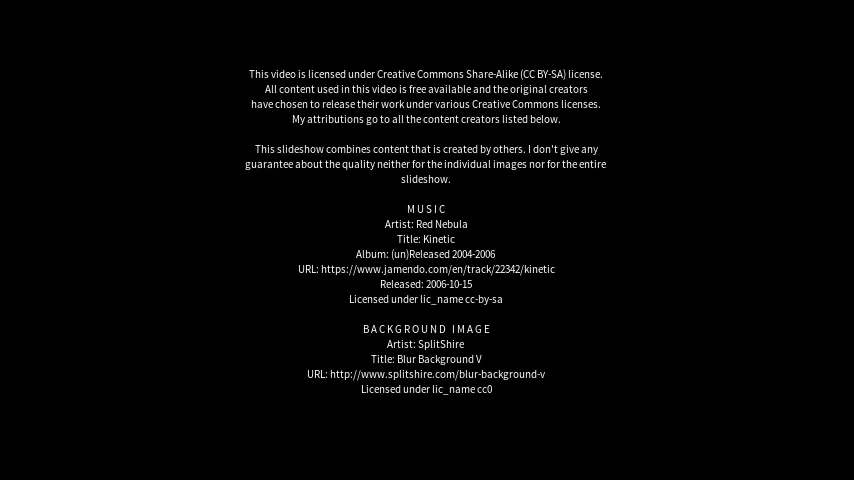 This video is licensed under Creative Commons Share-Alike (CC BY-SA) license.
All content used in this video is free available and the original creators
have chosen to release their work under various Creative Commons licenses.
My attributions go to all the content creators listed below.
This slideshow combines content that is created by others. I don't give any
guarantee about the quality neither for the individual images nor for the entire
slideshow.
MUSIC
Artist: Red Nebula
Title: Kinetic
Album: (un)Released 2004-2006
URL: https://www.jamendo.com/en/track/22342/kinetic
Released: 2006-10-15
Licensed under lic_name cc-by-sa
BACKGROUND IMAGE
Artist: SplitShire
Title: Blur Background V
URL: http://www.splitshire.com/blur-background-v
Licensed under lic_name cc0